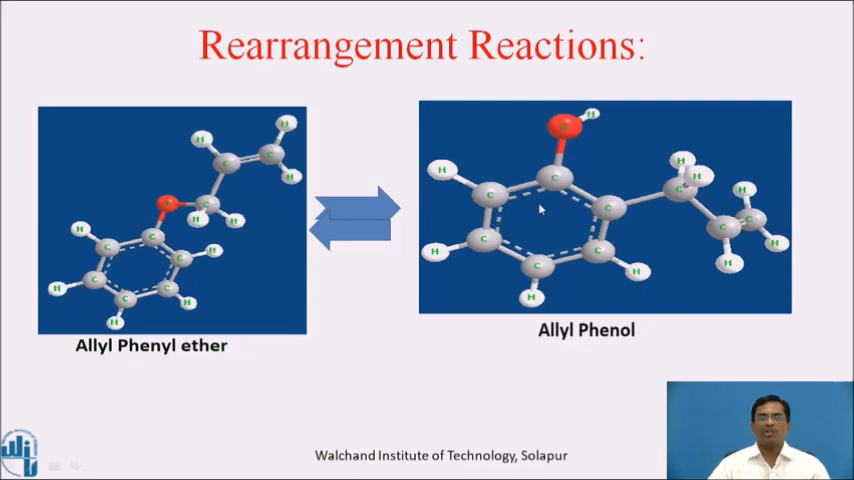 Rearrangement Reactions:
Allyl Phenyl ether
Allyl Phenol
Walchand Institute of Technology, Solapur